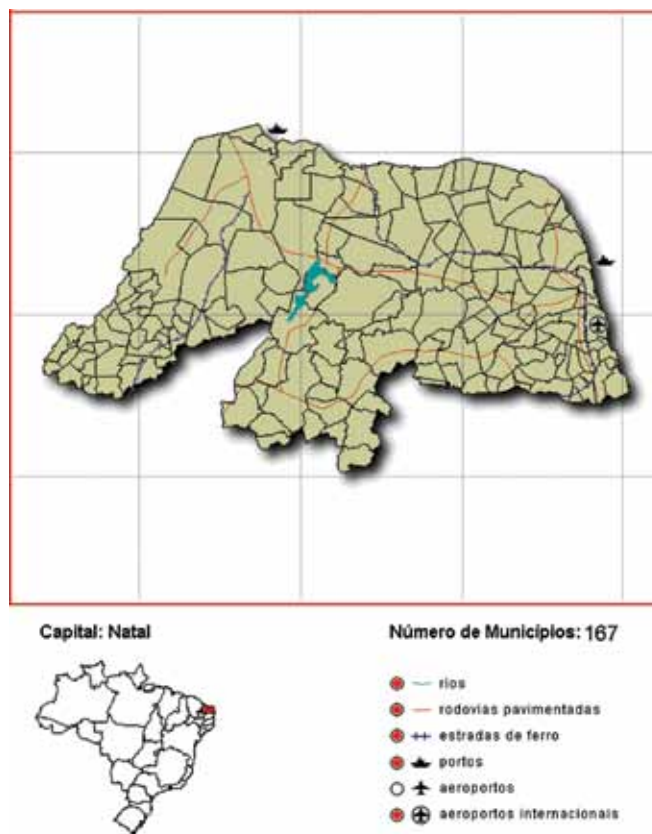 Capital: Natal
Número de Municípios: 167
rios
rodovias pavimentadas
estradas de ferro
portos
aeroportos
aeroportos internacionais